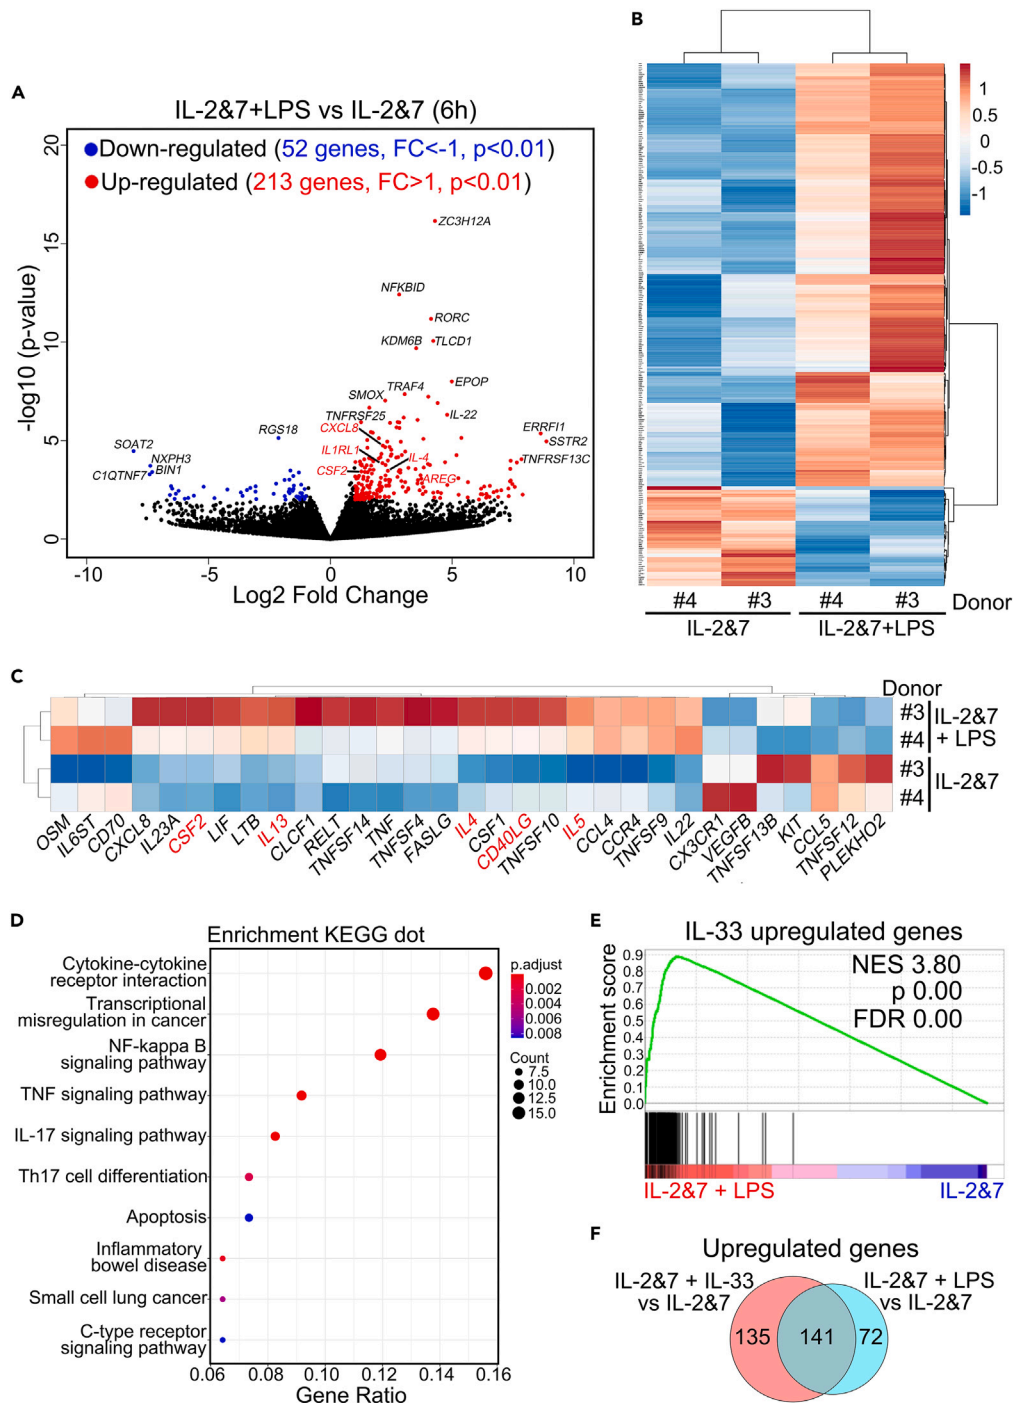 A
IL-2&7+LPS vs IL-2&7 (6h)
Down-regulated (52 genes, FC<-1, p<0.01)
Up-regulated (213 genes, FC>1, p<0.01)
20
15
10
5
0
-log10 (p-value)
ZC3H12A
NFKBID
RORC
KDM6B
TLCD1
EPOP
TRAF4
SMOX
IL-22
TNFRSF25
CXCL8
ERRFI1
RGS18
SSTR2
SOAT2
IL1RL1
IL-4
TNFRSF13C
NXPH3
CSF2
BIN1
C1QTNF7
AREG
-10
-5
0
5
10
Log2 Fold Change
B
1
0.5
0
-0.5
-1
#4
#3
#4
#3
Donor
IL-2&7
IL-2&7+LPS
C
Donor
#3
#4
IL-2&7
+ LPS
#3
#4
IL-2&7
OSM
IL6ST
CD70
CXCL8
IL23A
CSF2
LIF
LTB
IL13
CLCF1
RELT
TNFSF14
TNF
TNFSF4
FASLG
IL4
CSF1
CD40LG
TNFSF10
IL5
CCL4
CCR4
TNFSF9
IL22
CX3CR1
VEGFB
TNFSF13B
KIT
CCL5
TNFSF12
PLEKHO2
D
Enrichment KEGG dot
Cytokine-cytokine
receptor interaction
Transcriptional
misregulation in cancer
NF-kappa B
signaling pathway
TNF signaling pathway
IL-17 signaling pathway
Th17 cell differentiation
Apoptosis
Inflammatory
bowel disease
Small cell lung cancer
C-type receptor
signaling pathway
0.06
0.08
0.10
0.12
0.14
0.16
Gene Ratio
p.adjust
0.002
0.004
0.006
0.008
Count
7.5
10.0
12.5
15.0
E
IL-33 upregulated genes
Enrichment score
0.9
0.8
0.7
0.6
0.5
0.4
0.3
0.2
0.1
0.0
NES 3.80
p 0.00
FDR 0.00
IL-2&7 + LPS
IL-2&7
F
Upregulated genes
IL-2&7 + IL-33
vs IL-2&7
IL-2&7 + LPS
vs IL-2&7
135
141
72